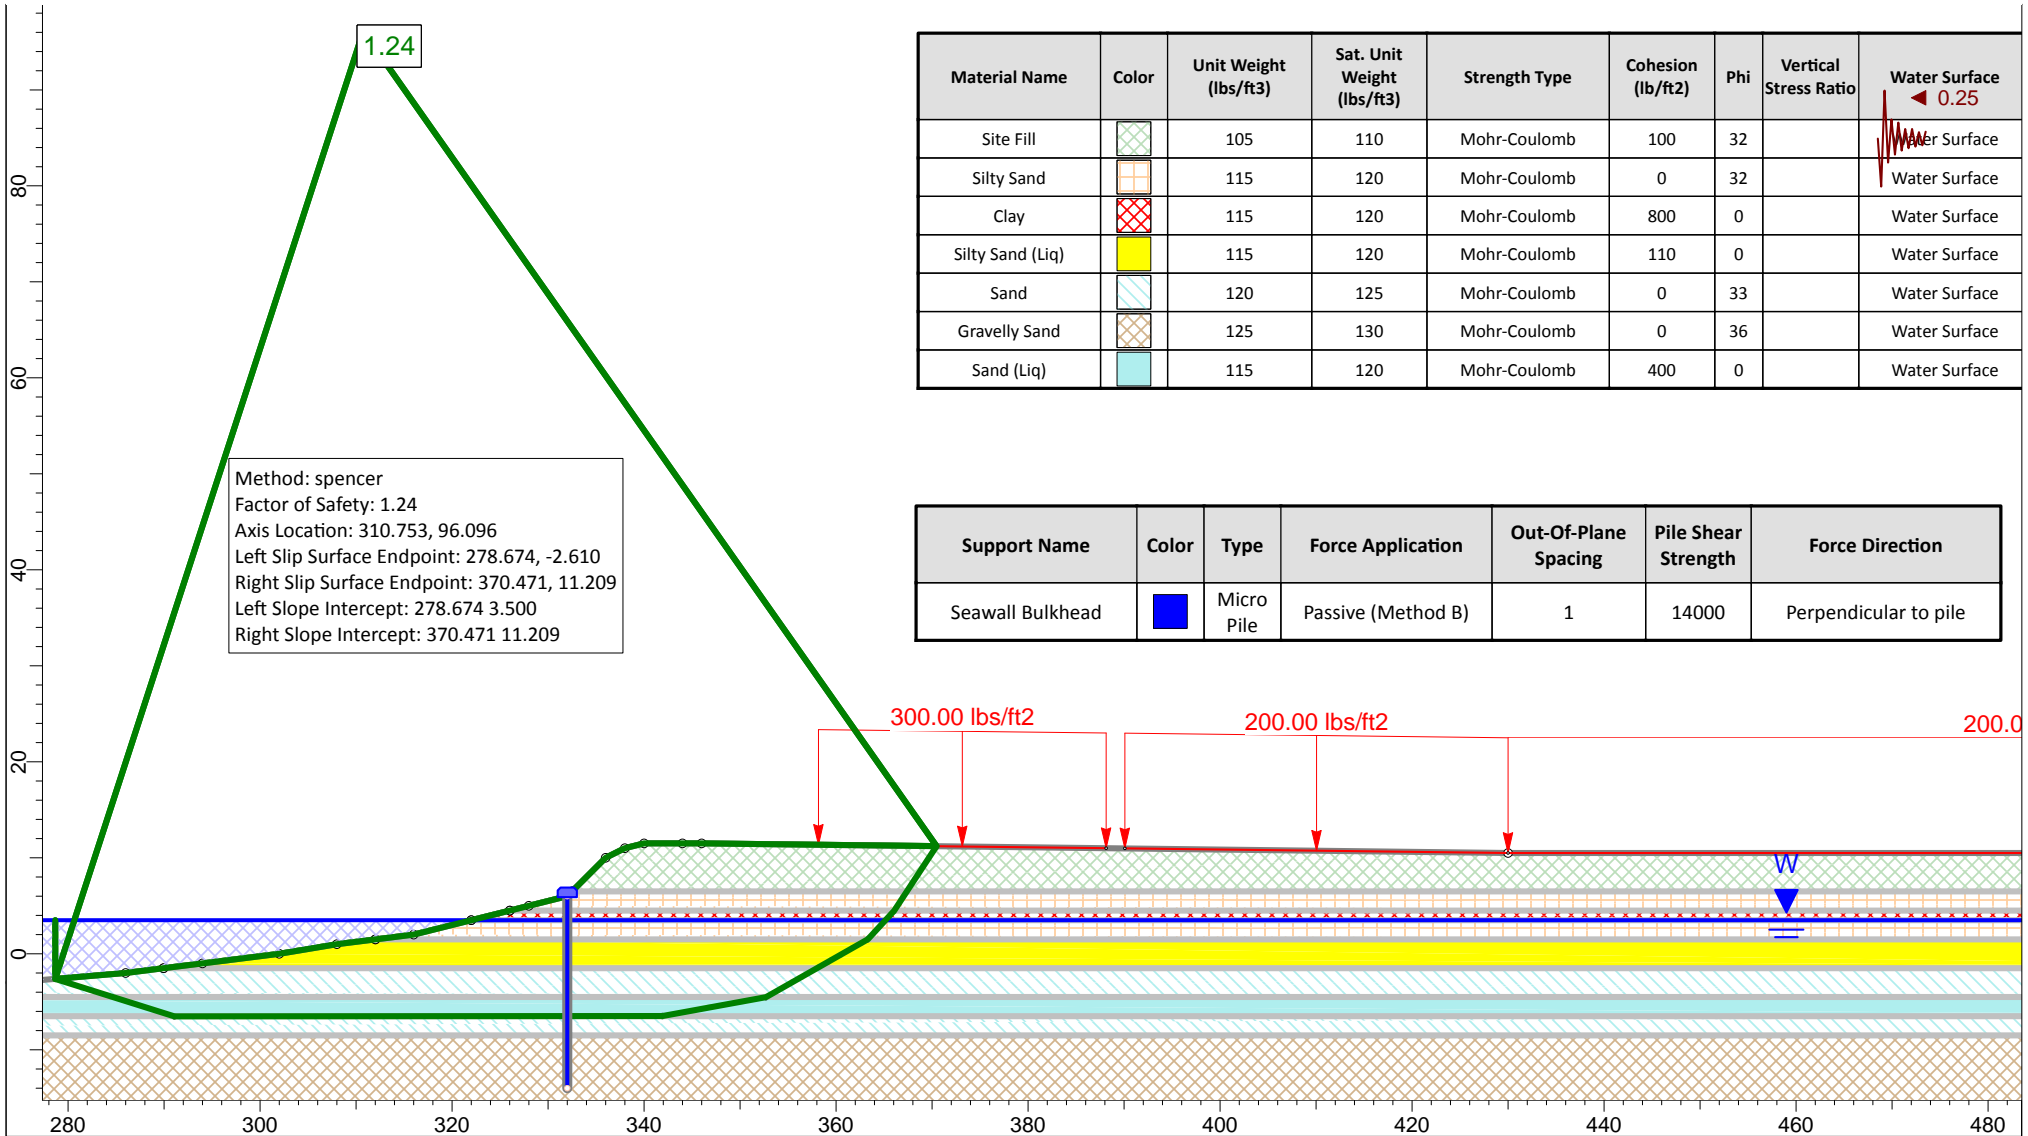 1.24
Material Name Color Unit Weight (lbs/ft3) Sat. Unit Weight (lbs/ft3) Strength Type Cohesion (lb/ft2) Phi Vertical Stress Ratio Water Surface
0.25
Site Fill 105 110 Mohr-Coulomb 100 32 Water Surface
Silty Sand 115 120 Mohr-Coulomb 0 32 Water Surface
Clay 115 120 Mohr-Coulomb 800 0 Water Surface
Silty Sand (Liq) 115 120 Mohr-Coulomb 110 0 Water Surface
Sand 120 125 Mohr-Coulomb 0 33 Water Surface
Gravelly Sand 125 130 Mohr-Coulomb 0 36 Water Surface
Sand (Liq) 115 120 Mohr-Coulomb 400 0 Water Surface
Method: spencer
Factor of Safety: 1.24
Axis Location: 310.753, 96.096
Left Slip Surface Endpoint: 278.674, -2.610
Right Slip Surface Endpoint: 370.471, 11.209
Left Slope Intercept: 278.674 3.500
Right Slope Intercept: 370.471 11.209
Support Name Color Type Force Application Out-Of-Plane Spacing Pile Shear Strength Force Direction
Seawall Bulkhead Micro Pile Passive (Method B) 1 14000 Perpendicular to pile
300.00 lbs/ft2
200.00 lbs/ft2
200.0
W
80
60
40
20
0
280 300 320 340 360 380 400 420 440 460 480